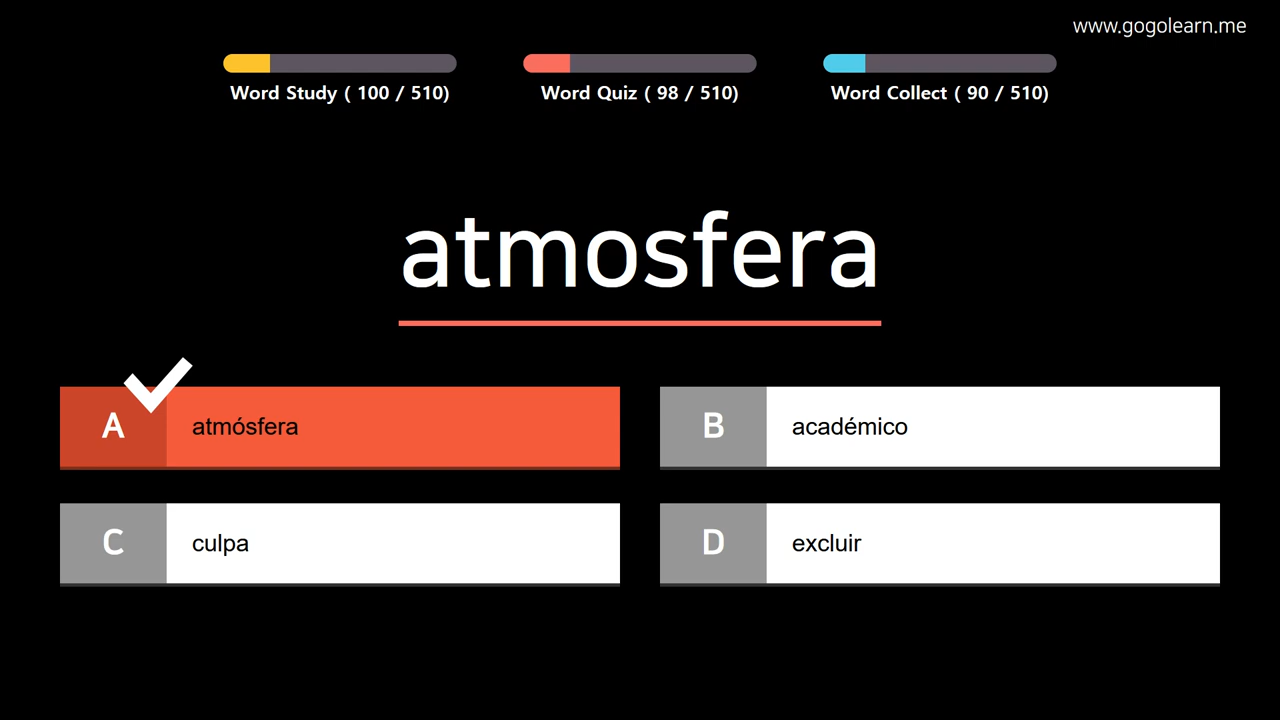 www.gogolearn.me
Word Study ( 100 / 510)
Word Quiz ( 98 / 510)
Word Collect ( 90 / 510)
atmosfera
A atmósfera
B académico
C culpa
D excluir